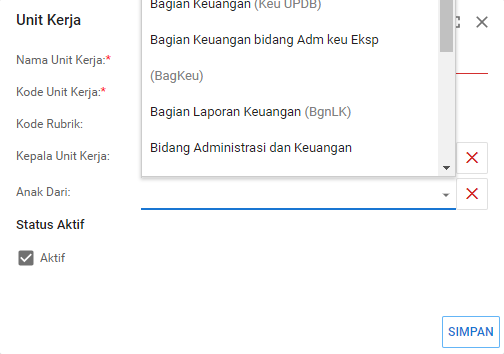 Unit Kerja
Bagian Keuangan (Keu UPDB)
Bagian Keuangan bidang Adm keu Eksp
(BagKeu)
Bagian Laporan Keuangan (BgnLK)
Bidang Administrasi dan Keuangan
Nama Unit Kerja:*
Kode Unit Kerja:*
Kode Rubrik:
Kepala Unit Kerja:
Anak Dari:
Status Aktif
Aktif
SIMPAN